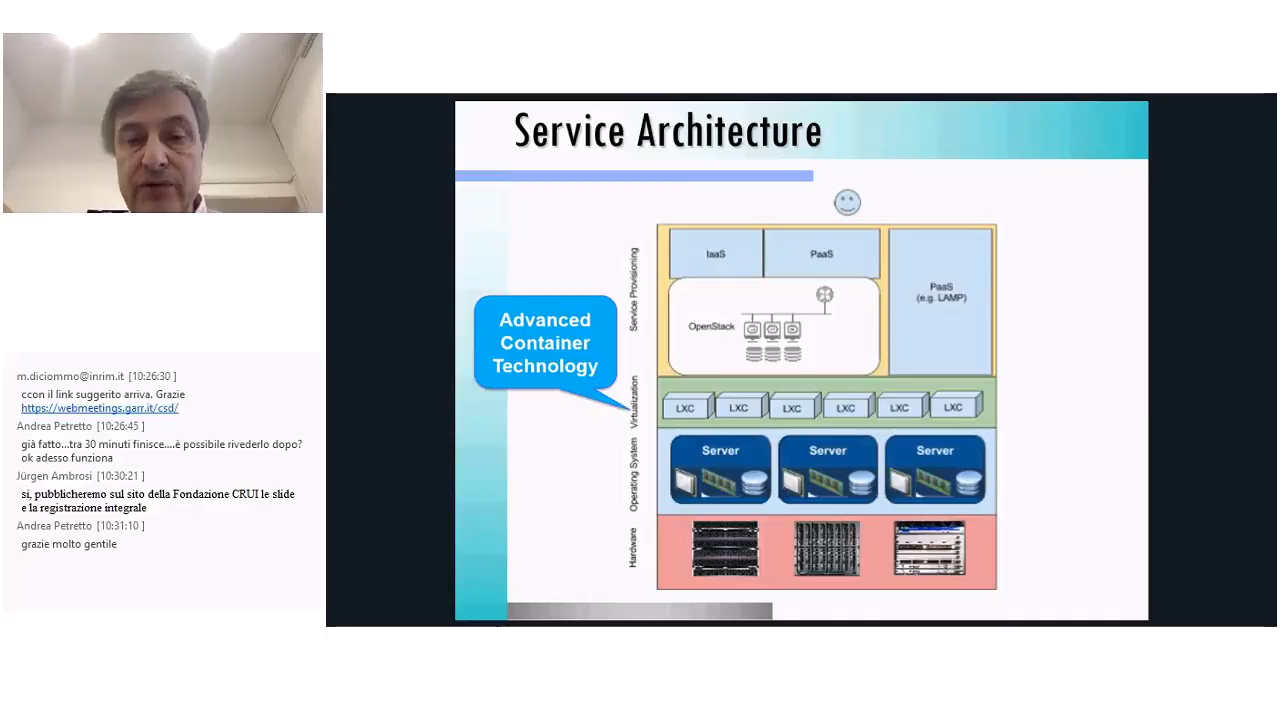 m.diciommo@inrim.it [10:26:30 ]
ccon il link suggerito arriva. Grazie
https://webmeetings.garr.it/csd/
Andrea Petretto [10:26:45 ]
già fatto...tra 30 minuti finisce....è possibile rivederlo dopo?
ok adesso funziona
Jürgen Ambrosi [10:30:21 ]
si, pubblicheremo sul sito della Fondazione CRUI le slide
e la registrazione integrale
Andrea Petretto [10:31:10 ]
grazie molto gentile
Service Architecture
Advanced
Container
Technology
Service Provisioning
IaaS
PaaS
PaaS
(e.g. LAMP)
OpenStack
Virtualization
LXC
LXC
LXC
LXC
LXC
LXC
Operating System
Server
Server
Server
Hardware